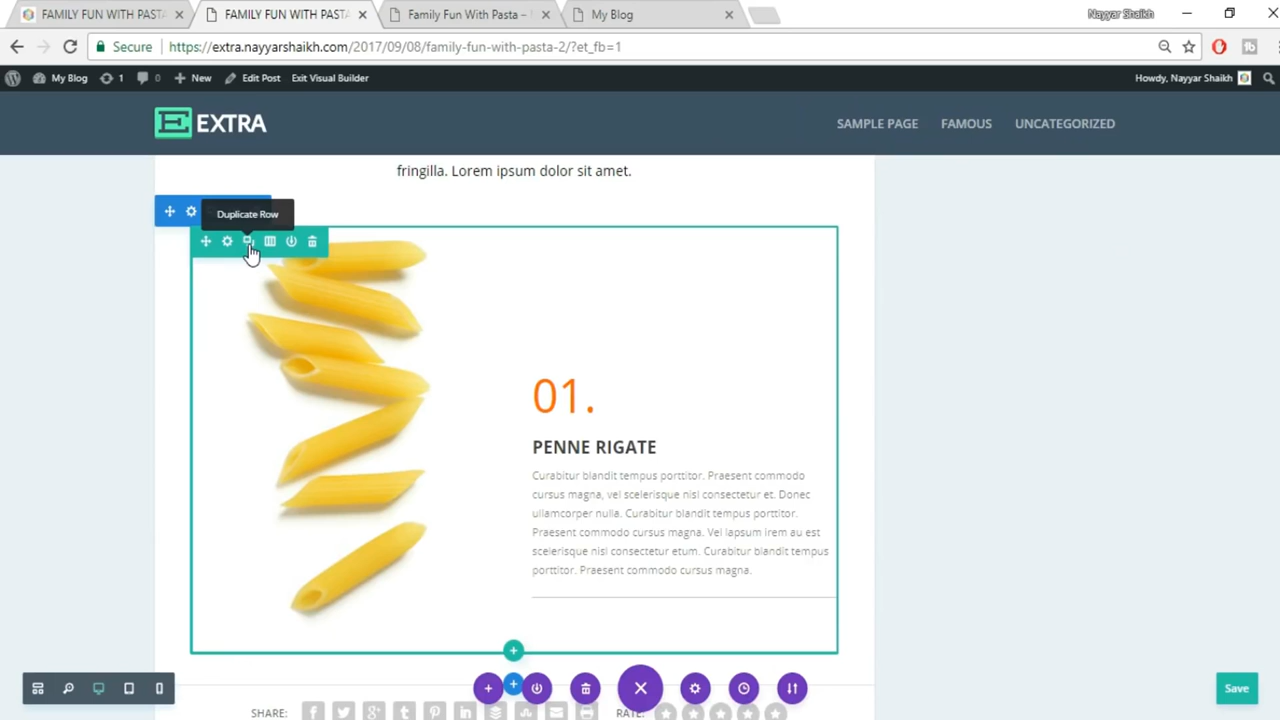 FAMILY FUN WITH PASTA
FAMILY FUN WITH PASTA
Family Fun With Pasta –
My Blog
Nayyar Shaikh
Secure
https://extra.nayyarshaikh.com/2017/09/08/family-fun-with-pasta-2/?et_fb=1
My Blog
1
0
New
Edit Post
Exit Visual Builder
Howdy, Nayyar Shaikh
EXTRA
SAMPLE PAGE
FAMOUS
UNCATEGORIZED
fringilla. Lorem ipsum dolor sit amet.
Duplicate Row
01.
PENNE RIGATE
Curabitur blandit tempus porttitor. Praesent commodo
cursus magna, vel scelerisque nisl consectetur et. Donec
ullamcorper nulla. Curabitur blandit tempus porttitor.
Praesent commodo cursus magna. Vel lapsum irem au est
scelerisque nisi consectetur etum. Curabitur blandit tempus
porttitor. Praesent commodo cursus magna.
Save
SHARE:
RATE: